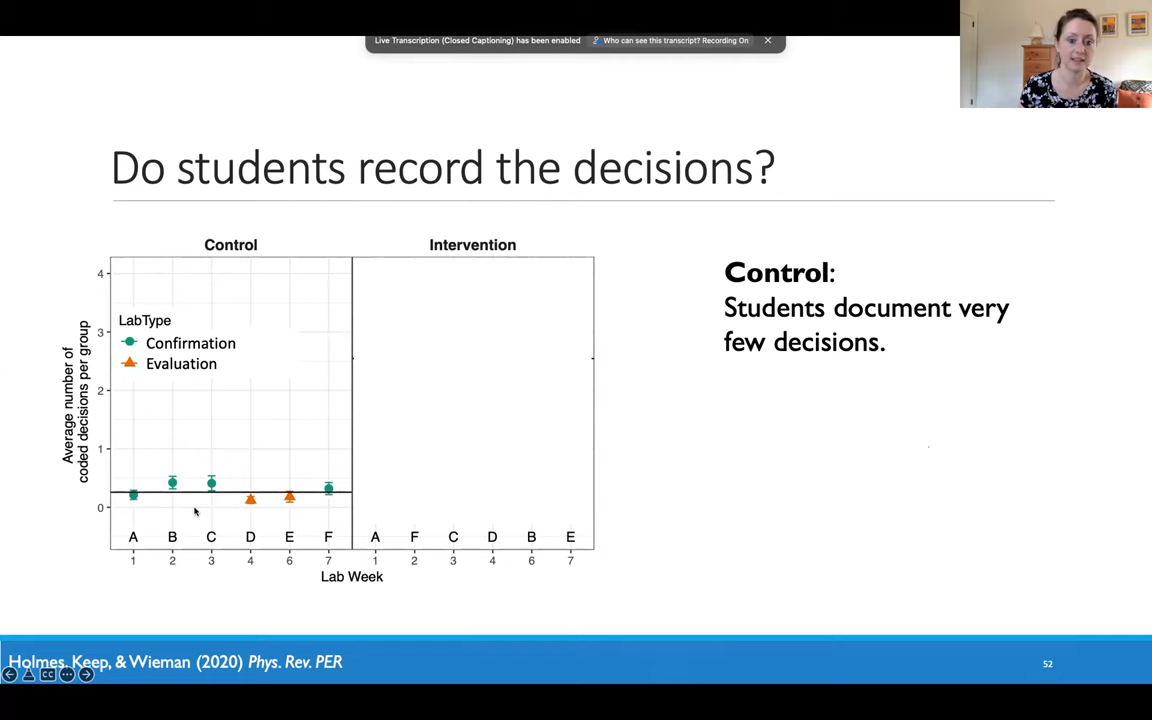 Live Transcription (Closed Captioning) has been enabled
Who can see this transcript? Recording On
Do students record the decisions?
Control
Intervention
4
3
2
1
0
Average number of
coded decisions per group
LabType
Confirmation
Evaluation
A B C D E F
A F C D B E
1 2 3 4 6 7
1 2 3 4 6 7
Lab Week
Control:
Students document very
few decisions.
Holmes, Keep, & Wieman (2020) Phys. Rev. PER
CC
52